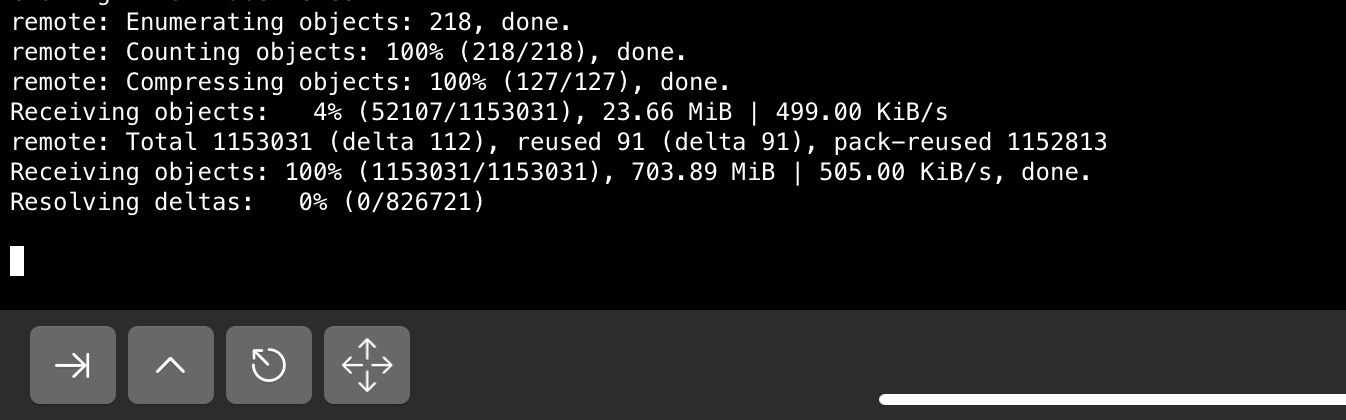 remote: Enumerating objects: 218, done.
remote: Counting objects: 100% (218/218), done.
remote: Compressing objects: 100% (127/127), done.
Receiving objects:   4% (52107/1153031), 23.66 MiB | 499.00 KiB/s
remote: Total 1153031 (delta 112), reused 91 (delta 91), pack-reused 1152813
Receiving objects: 100% (1153031/1153031), 703.89 MiB | 505.00 KiB/s, done.
Resolving deltas:   0% (0/826721)